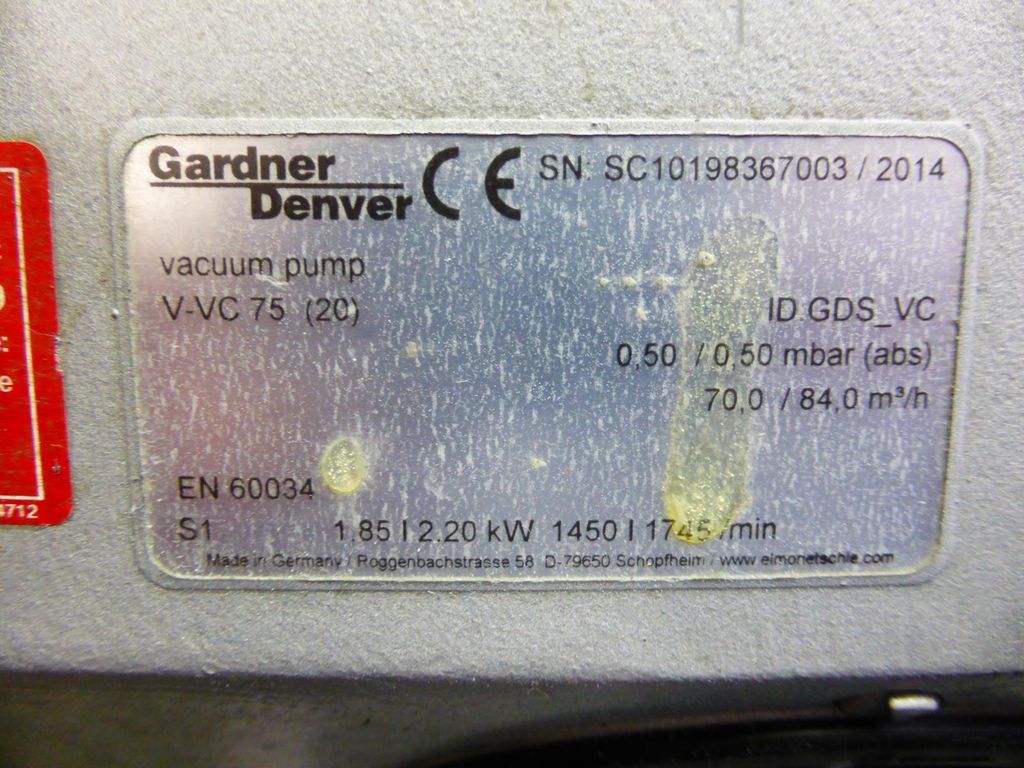 Gardner
Denver CE SN: SC10198367003 / 2014
vacuum pump
V-VC 75 (20) ID GDS_VC
0,50 / 0,50 mbar (abs)
70,0 / 84,0 m³/h
EN 60034
S1 1,85 I 2.20 kW 1450 I 1745 /min
Made in Germany / Roggenbachstrasse 58 D-79650 Schopfheim / www.elmorietschle.com
4712